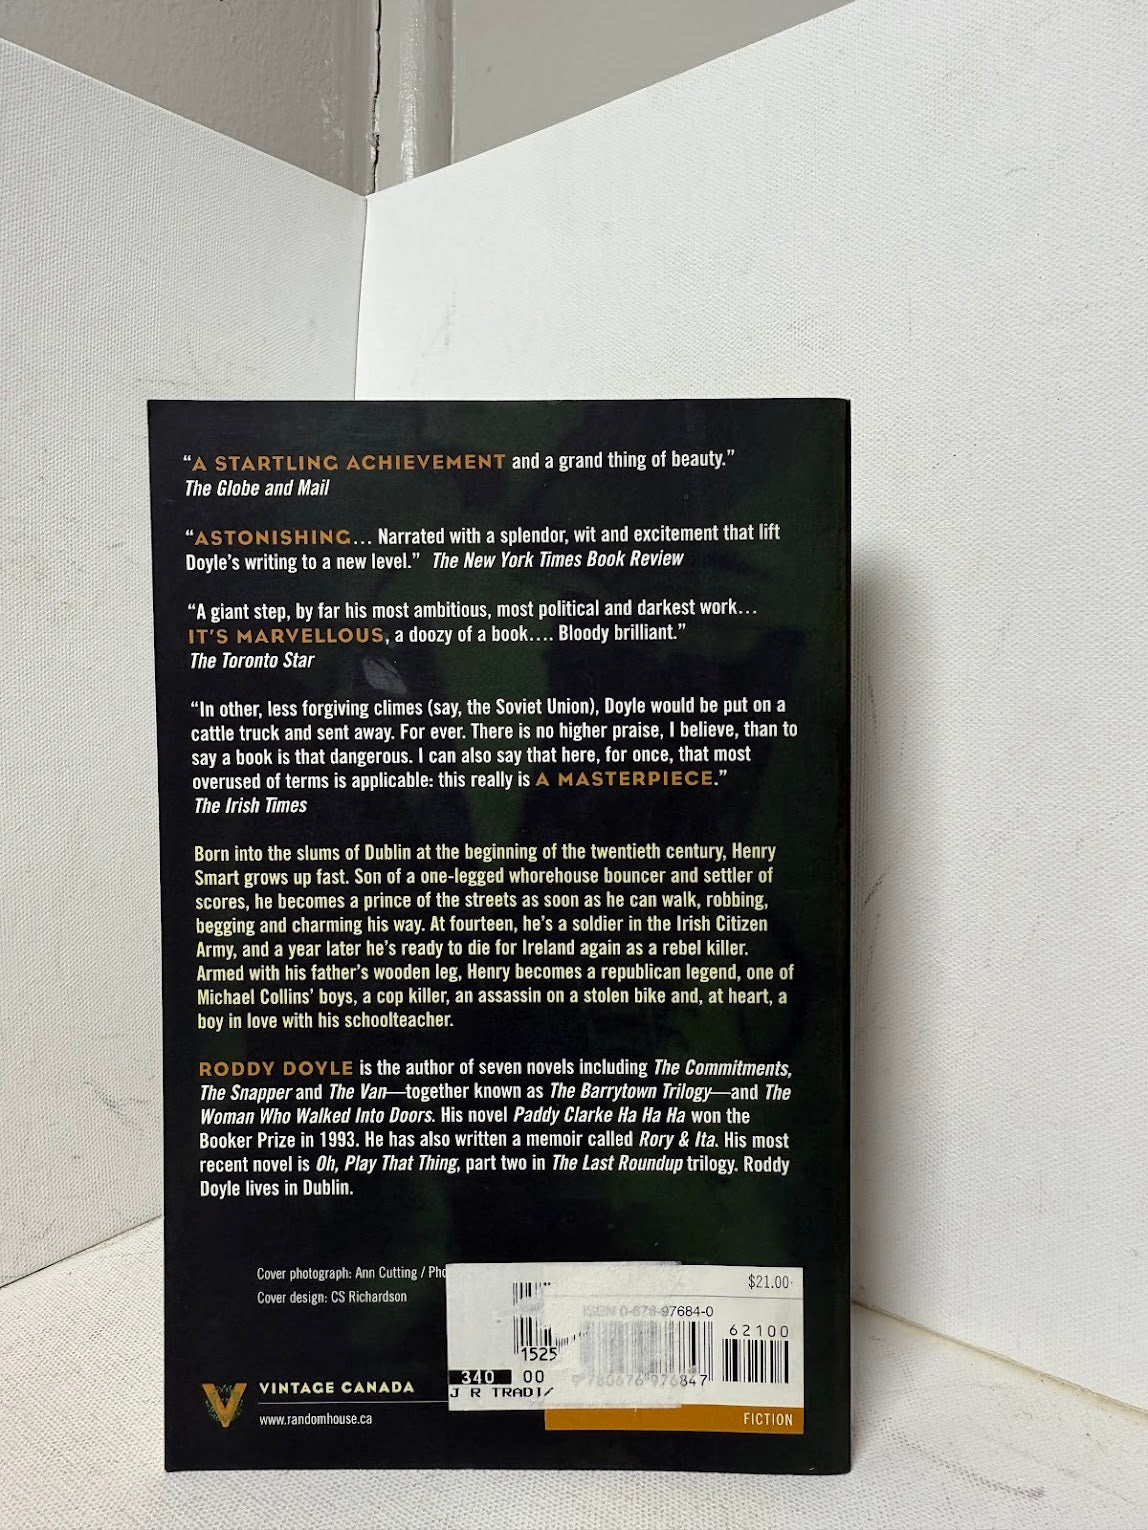 “A STARTLING ACHIEVEMENT and a grand thing of beauty.”
The Globe and Mail
“ASTONISHING... Narrated with a splendor, wit and excitement that lift
Doyle’s writing to a new level.” The New York Times Book Review
“A giant step, by far his most ambitious, most political and darkest work...
IT’S MARVELLOUS, a doozy of a book.... Bloody brilliant.”
The Toronto Star
“In other, less forgiving climes (say, the Soviet Union), Doyle would be put on a
cattle truck and sent away. For ever. There is no higher praise, I believe, than to
say a book is that dangerous. I can also say that here, for once, that most
overused of terms is applicable: this really is A MASTERPIECE.”
The Irish Times
Born into the slums of Dublin at the beginning of the twentieth century, Henry
Smart grows up fast. Son of a one-legged whorehouse bouncer and settler of
scores, he becomes a prince of the streets as soon as he can walk, robbing,
begging and charming his way. At fourteen, he’s a soldier in the Irish Citizen
Army, and a year later he’s ready to die for Ireland again as a rebel killer.
Armed with his father’s wooden leg, Henry becomes a republican legend, one of
Michael Collins’ boys, a cop killer, an assassin on a stolen bike and, at heart, a
boy in love with his schoolteacher.
RODDY DOYLE is the author of seven novels including The Commitments,
The Snapper and The Van—together known as The Barrytown Trilogy—and The
Woman Who Walked Into Doors. His novel Paddy Clarke Ha Ha Ha won the
Booker Prize in 1993. He has also written a memoir called Rory & Ita. His most
recent novel is Oh, Play That Thing, part two in The Last Roundup trilogy. Roddy
Doyle lives in Dublin.
Cover photograph: Ann Cutting /
Cover design: CS Richardson
$21.00
ISBN 0-676-97684-0
62100
1525
340 00
9 780676 976847
J R
VINTAGE CANADA
www.randomhouse.ca
FICTION